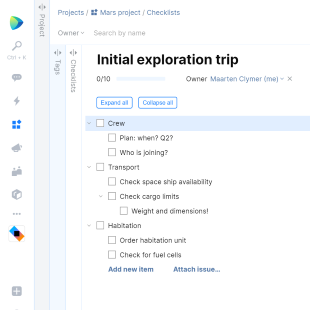 Projects / Mars project / Checklists
Project
Owner
Search by name
Ctrl + K
Tags
Checklists
Initial exploration trip
0/10
Owner Maarten Clymer (me)
Expand all
Collapse all
Crew
Plan: when? Q2?
Who is joining?
Transport
Check space ship availability
Check cargo limits
Weight and dimensions!
Habitation
Order habitation unit
Check for fuel cells
Add new item
Attach issue...